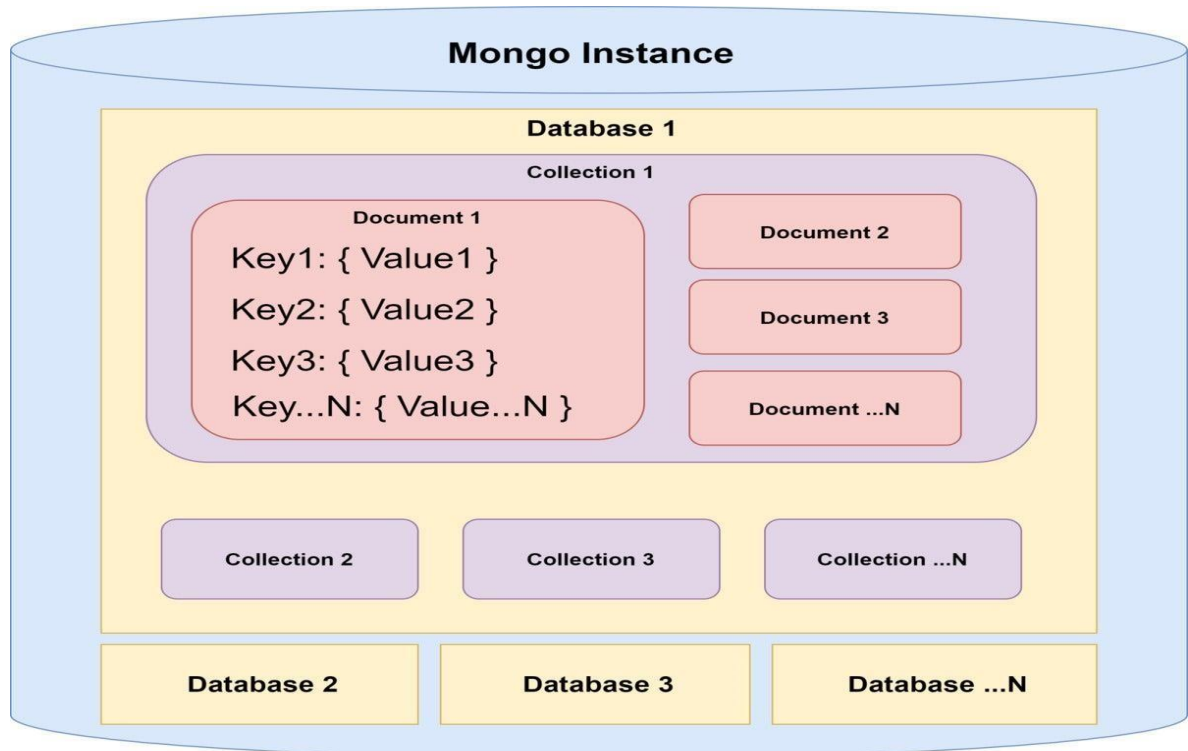 Mongo Instance
Database 1
Collection 1
Document 1
Key1: { Value1 }
Key2: { Value2 }
Key3: { Value3 }
Key...N: { Value...N }
Document 2
Document 3
Document ...N
Collection 2
Collection 3
Collection ...N
Database 2
Database 3
Database ...N